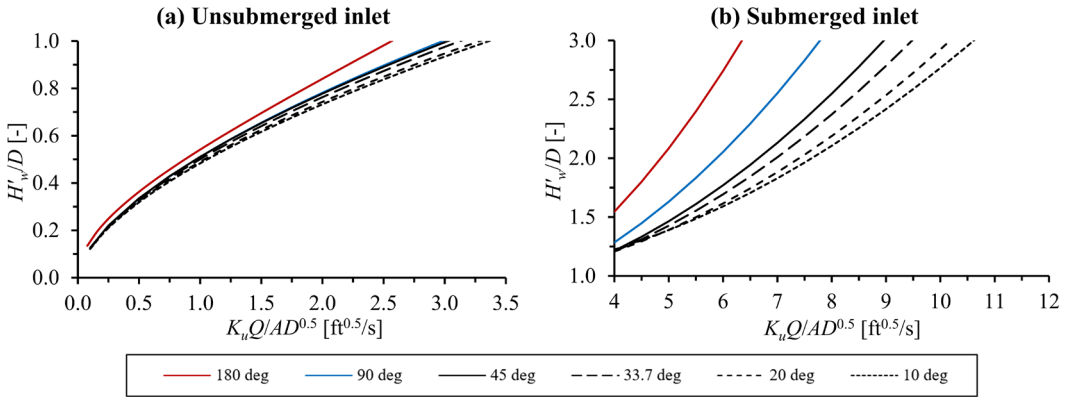 (a) Unsubmerged inlet
1.0
0.8
0.6
0.4
0.2
0.0
H'w/D [-]
0.0 0.5 1.0 1.5 2.0 2.5 3.0 3.5
KuQ/AD0.5 [ft0.5/s]
(b) Submerged inlet
3.0
2.5
2.0
1.5
1.0
H'w/D [-]
4 5 6 7 8 9 10 11 12
KuQ/AD0.5 [ft0.5/s]
180 deg 90 deg 45 deg 33.7 deg 20 deg 10 deg